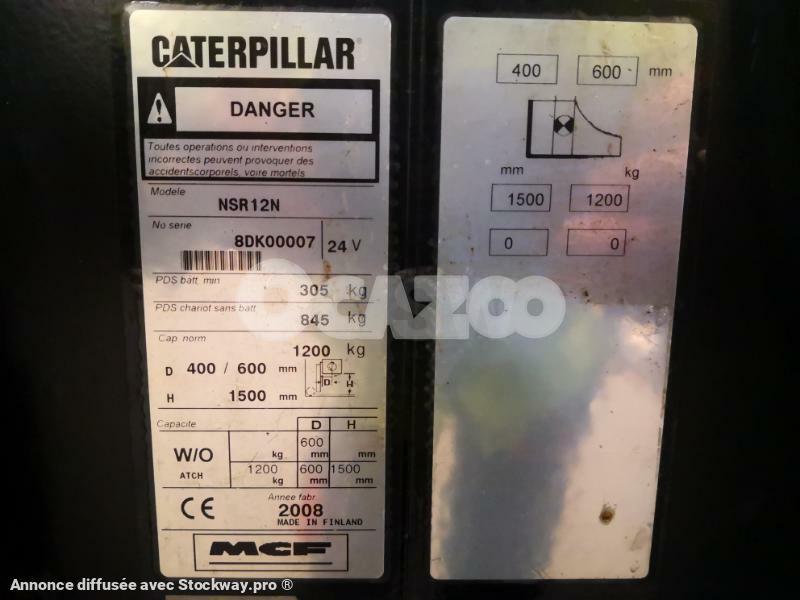 CATERPILLAR
DANGER
Toutes operations ou interventions
incorrectes peuvent provoquer des
accidentscorporels, voire mortels
Modele
NSR12N
No serie
8DK00007 24 V
PDS batt. min
305 kg
PDS chariot sans batt
845 kg
Cap. norm
1200 kg
D 400 / 600 mm
D H
H 1500 mm
Capacite D H
600
W/O kg mm mm
ATCH 1200 600 1500
kg mm mm
CE
Annee fabr.
2008
MADE IN FINLAND
MCF
400 600 mm
mm kg
1500 1200
0 0
OCAZOO
Annonce diffusée avec Stockway.pro ®